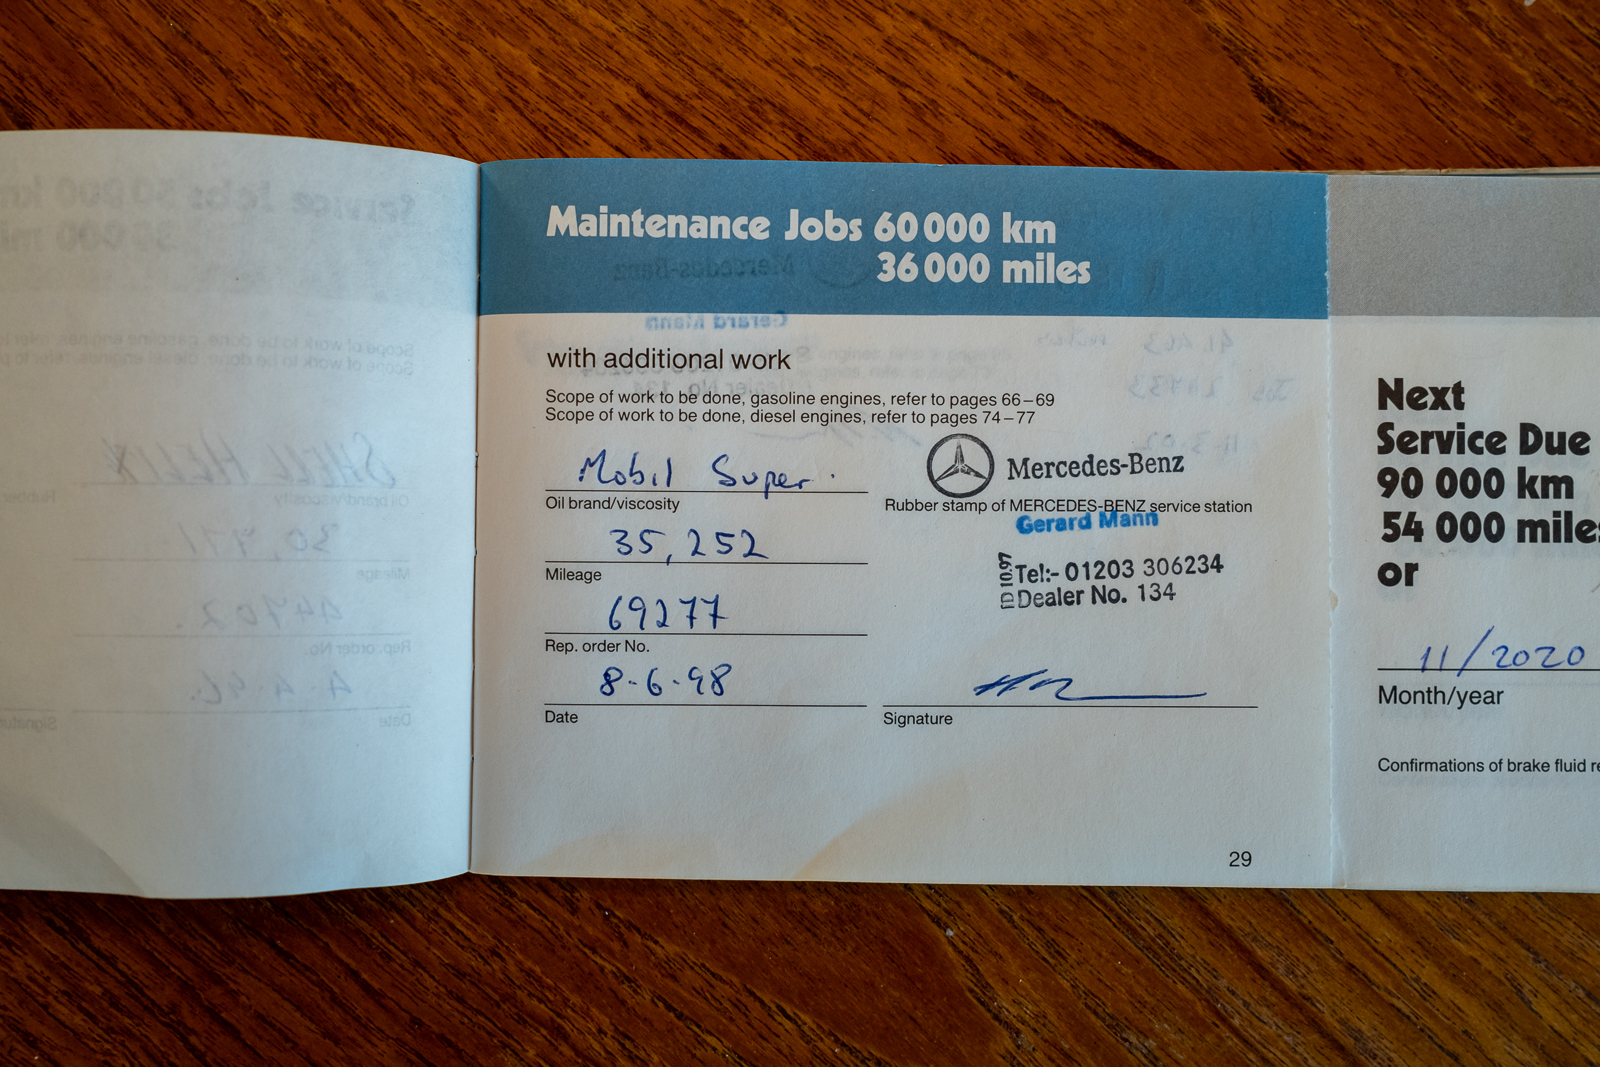 Maintenance Jobs 60 000 km
36 000 miles
with additional work
Scope of work to be done, gasoline engines, refer to pages 66–69
Scope of work to be done, diesel engines, refer to pages 74–77
Mobil Super.
Oil brand/viscosity
35,252
Mileage
69277
Rep. order No.
8-6-98
Date
Mercedes-Benz
Rubber stamp of MERCEDES-BENZ service station
Gerard Mann
Tel:- 01203 306234
Dealer No. 134
Signature
29
Next
Service Due
90 000 km
54 000 miles
or
11/2020
Month/year
Confirmations of brake fluid